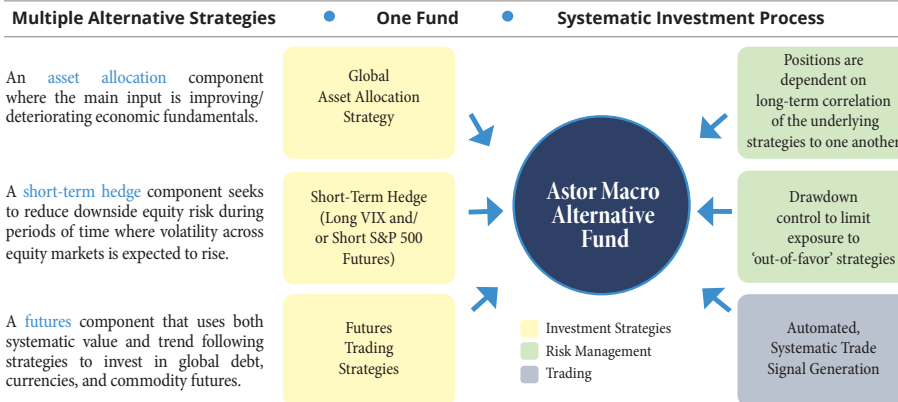 Multiple Alternative Strategies • One Fund • Systematic Investment Process
An asset allocation component
where the main input is improving/
deteriorating economic fundamentals.
Global
Asset Allocation
Strategy
Positions are
dependent on
long-term correlation
of the underlying
strategies to one another
A short-term hedge component seeks
to reduce downside equity risk during
periods of time where volatility across
equity markets is expected to rise.
Short-Term Hedge
(Long VIX and/
or Short S&P 500
Futures)
Astor Macro
Alternative
Fund
Drawdown
control to limit
exposure to
‘out-of-favor’ strategies
A futures component that uses both
systematic value and trend following
strategies to invest in global debt,
currencies, and commodity futures.
Futures
Trading
Strategies
Investment Strategies
Risk Management
Trading
Automated,
Systematic Trade
Signal Generation